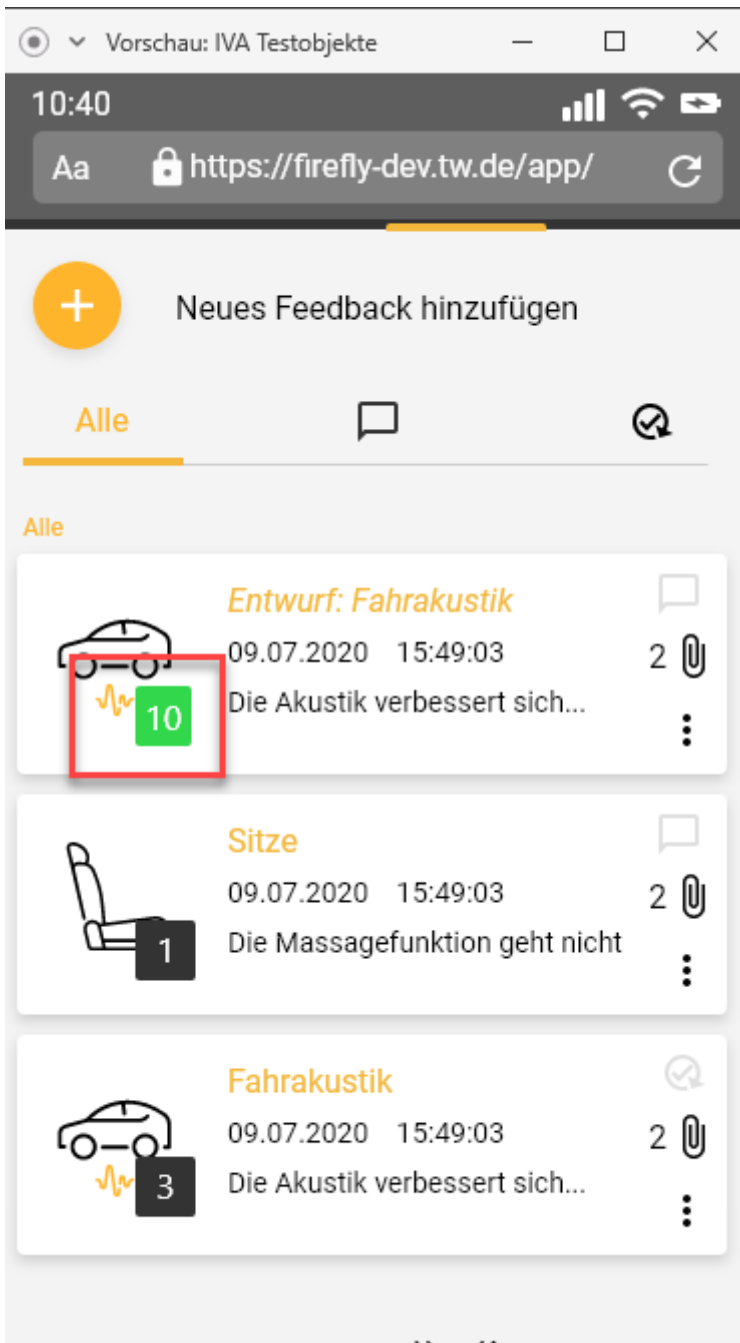 Vorschau: IVA Testobjekte
10:40
Aa https://firefly-dev.tw.de/app/
+ Neues Feedback hinzufügen
Alle
Alle
Entwurf: Fahrakustik
09.07.2020 15:49:03 2
10 Die Akustik verbessert sich...
Sitze
09.07.2020 15:49:03 2
1 Die Massagefunktion geht nicht
Fahrakustik
09.07.2020 15:49:03 2
3 Die Akustik verbessert sich...